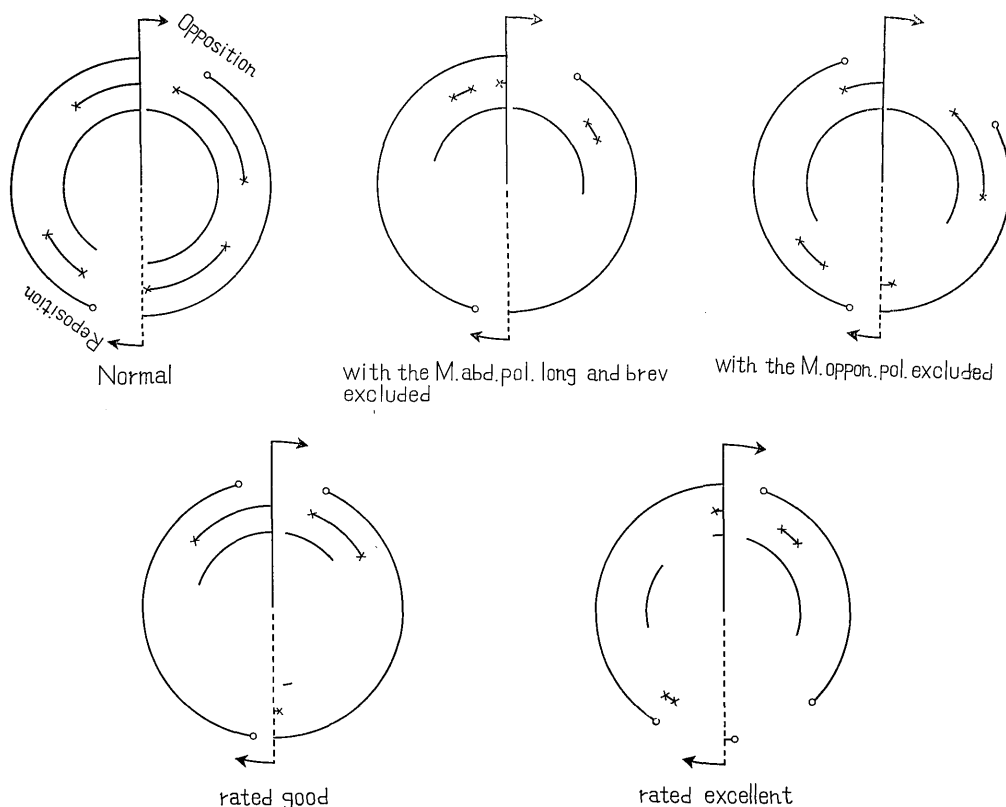 Opposition
Reposition
Normal
with the M.abd.pol. long and brev
excluded
with the M.oppon.pol. excluded
rated good
rated excellent